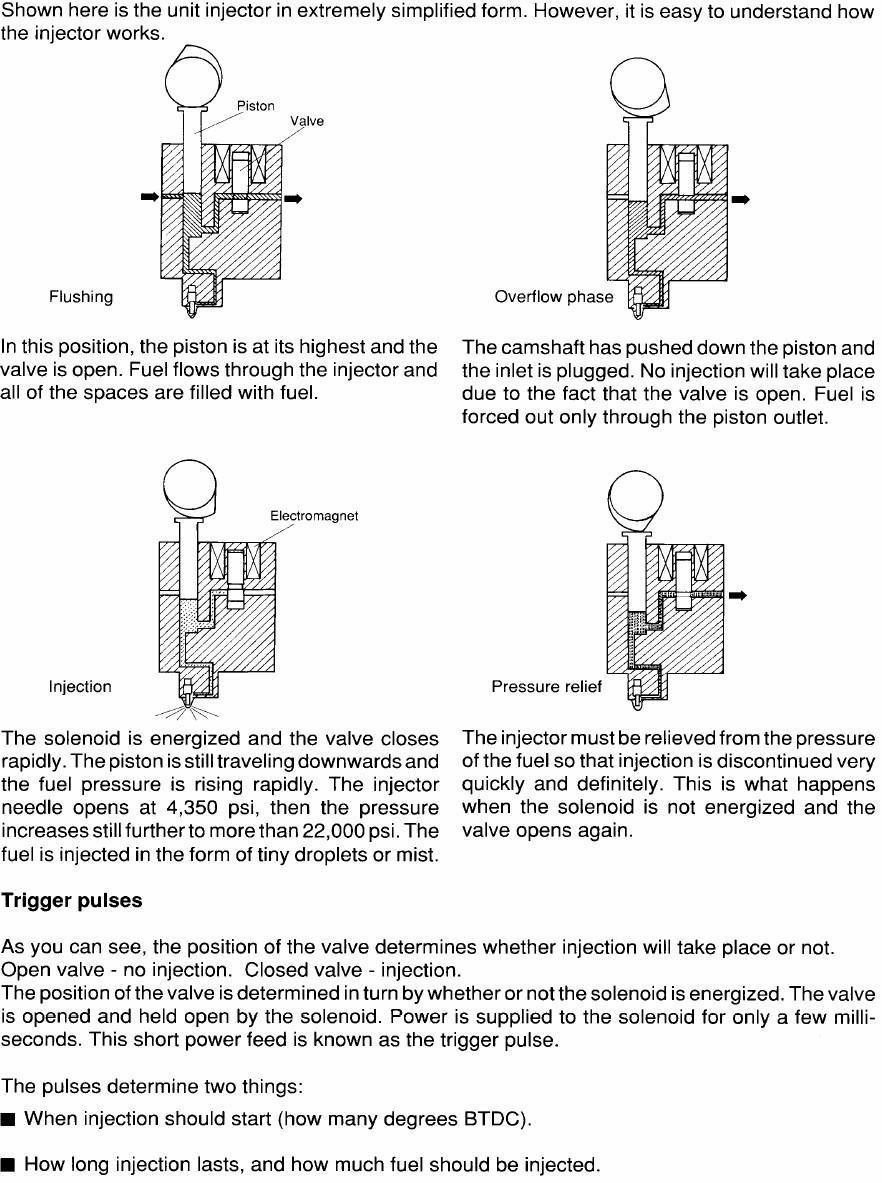 Shown here is the unit injector in extremely simplified form. However, it is easy to understand how
the injector works.
Piston
Valve
Flushing
Overflow phase
In this position, the piston is at its highest and the
valve is open. Fuel flows through the injector and
all of the spaces are filled with fuel.
The camshaft has pushed down the piston and
the inlet is plugged. No injection will take place
due to the fact that the valve is open. Fuel is
forced out only through the piston outlet.
Electromagnet
Injection
Pressure relief
The solenoid is energized and the valve closes
rapidly. The piston is still traveling downwards and
the fuel pressure is rising rapidly. The injector
needle opens at 4,350 psi, then the pressure
increases still further to more than 22,000 psi. The
fuel is injected in the form of tiny droplets or mist.
The injector must be relieved from the pressure
of the fuel so that injection is discontinued very
quickly and definitely. This is what happens
when the solenoid is not energized and the
valve opens again.
Trigger pulses
As you can see, the position of the valve determines whether injection will take place or not.
Open valve - no injection. Closed valve - injection.
The position of the valve is determined in turn by whether or not the solenoid is energized. The valve
is opened and held open by the solenoid. Power is supplied to the solenoid for only a few milli-
seconds. This short power feed is known as the trigger pulse.
The pulses determine two things:
■ When injection should start (how many degrees BTDC).
■ How long injection lasts, and how much fuel should be injected.